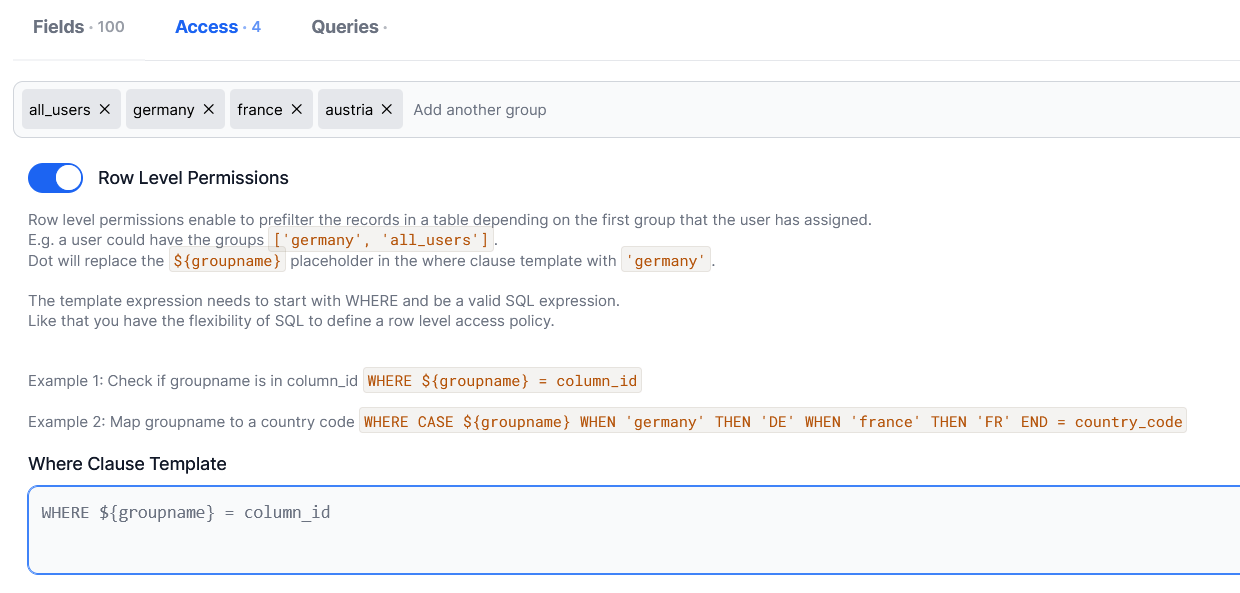 Fields · 100 Access · 4 Queries ·
all_users × germany × france × austria × Add another group
Row Level Permissions
Row level permissions enable to prefilter the records in a table depending on the first group that the user has assigned.
E.g. a user could have the groups ['germany', 'all_users'].
Dot will replace the ${groupname} placeholder in the where clause template with 'germany'.
The template expression needs to start with WHERE and be a valid SQL expression.
Like that you have the flexibility of SQL to define a row level access policy.
Example 1: Check if groupname is in column_id WHERE ${groupname} = column_id
Example 2: Map groupname to a country code WHERE CASE ${groupname} WHEN 'germany' THEN 'DE' WHEN 'france' THEN 'FR' END = country_code
Where Clause Template
WHERE ${groupname} = column_id